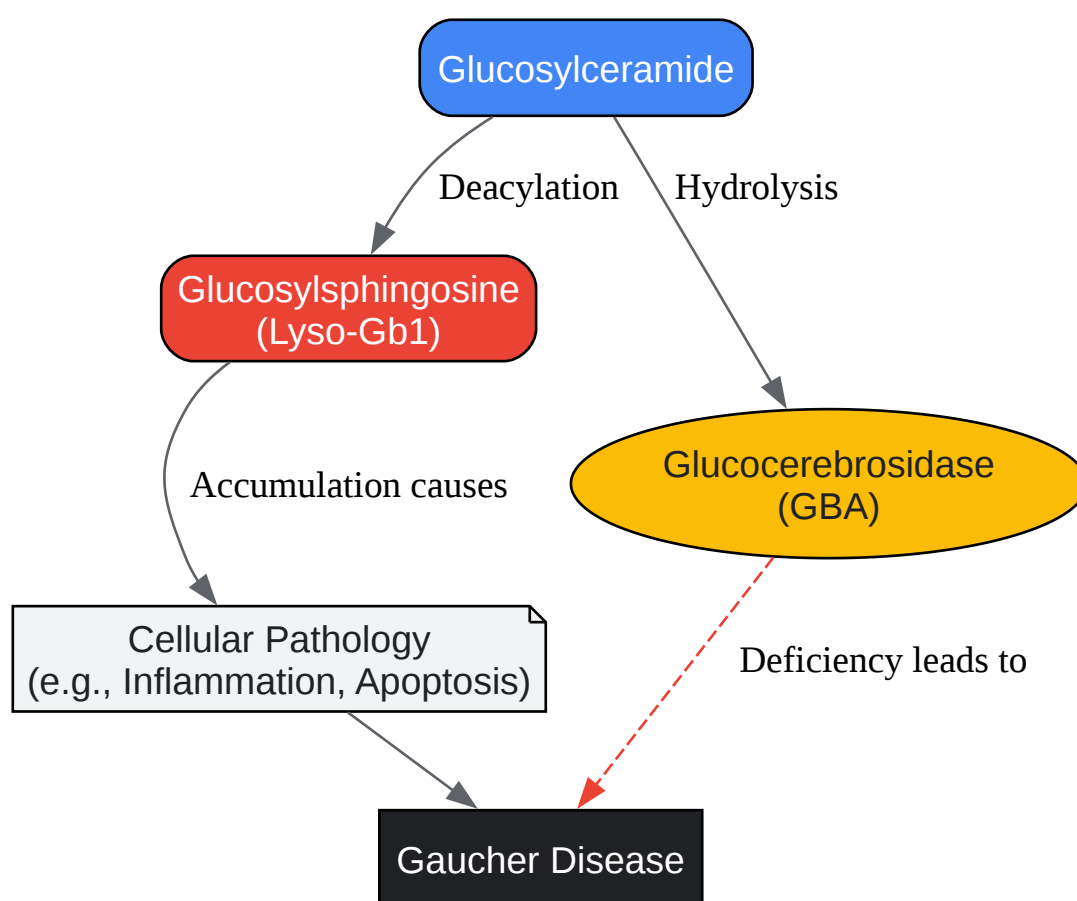 Glucosylceramide
Deacylation
Hydrolysis
Glucosylsphingosine
(Lyso-Gb1)
Glucocerebrosidase
(GBA)
Accumulation causes
Cellular Pathology
(e.g., Inflammation, Apoptosis)
Deficiency leads to
Gaucher Disease